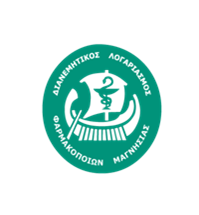 ΔΙΑΝΕΜΗΤΙΚΟΣ ΛΟΓΑΡΙΑΣΜΟΣ
ΦΑΡΜΑΚΟΠΟΙΩΝ ΜΑΓΝΗΣΙΑΣ